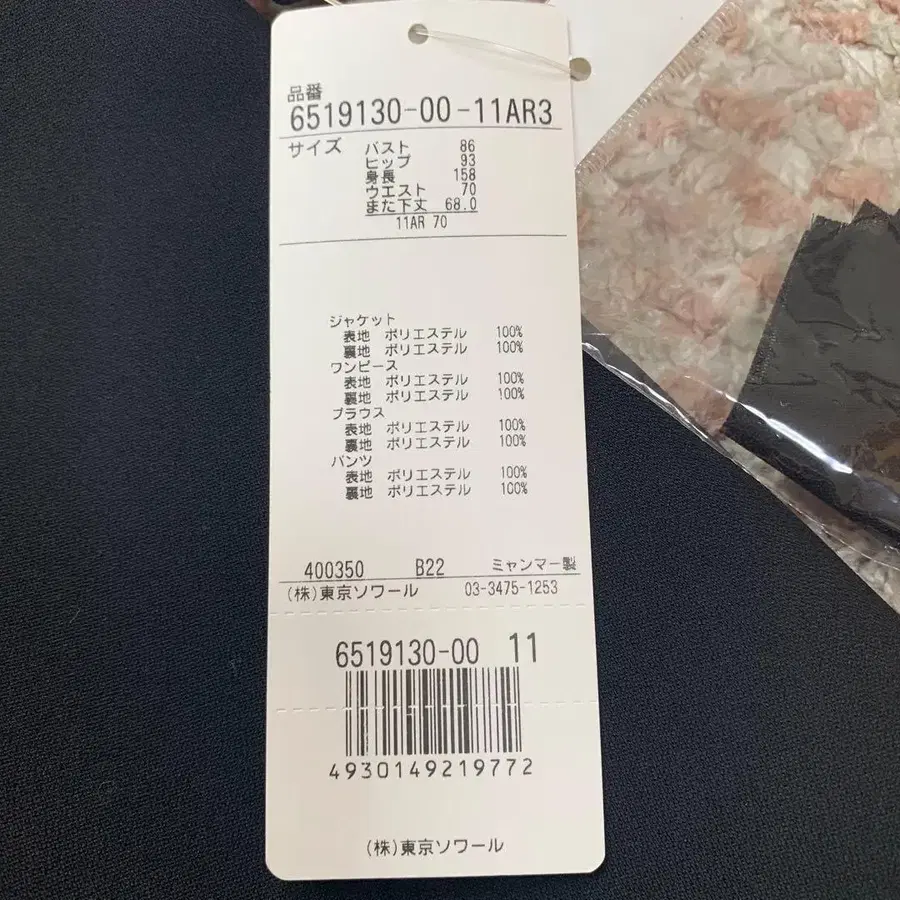 品番
6519130-00-11AR3
サイズ バスト 86
ヒップ 93
身長 158
ウエスト 70
また下丈 68.0
11AR 70
ジャケット
表地 ポリエステル 100%
裏地 ポリエステル 100%
ワンピース
表地 ポリエステル 100%
裏地 ポリエステル 100%
ブラウス
表地 ポリエステル 100%
裏地 ポリエステル 100%
パンツ
表地 ポリエステル 100%
裏地 ポリエステル 100%
400350 B22 ミャンマー製
(株)東京ソワール 03-3475-1253
6519130-00 11
4930149219772
(株)東京ソワール